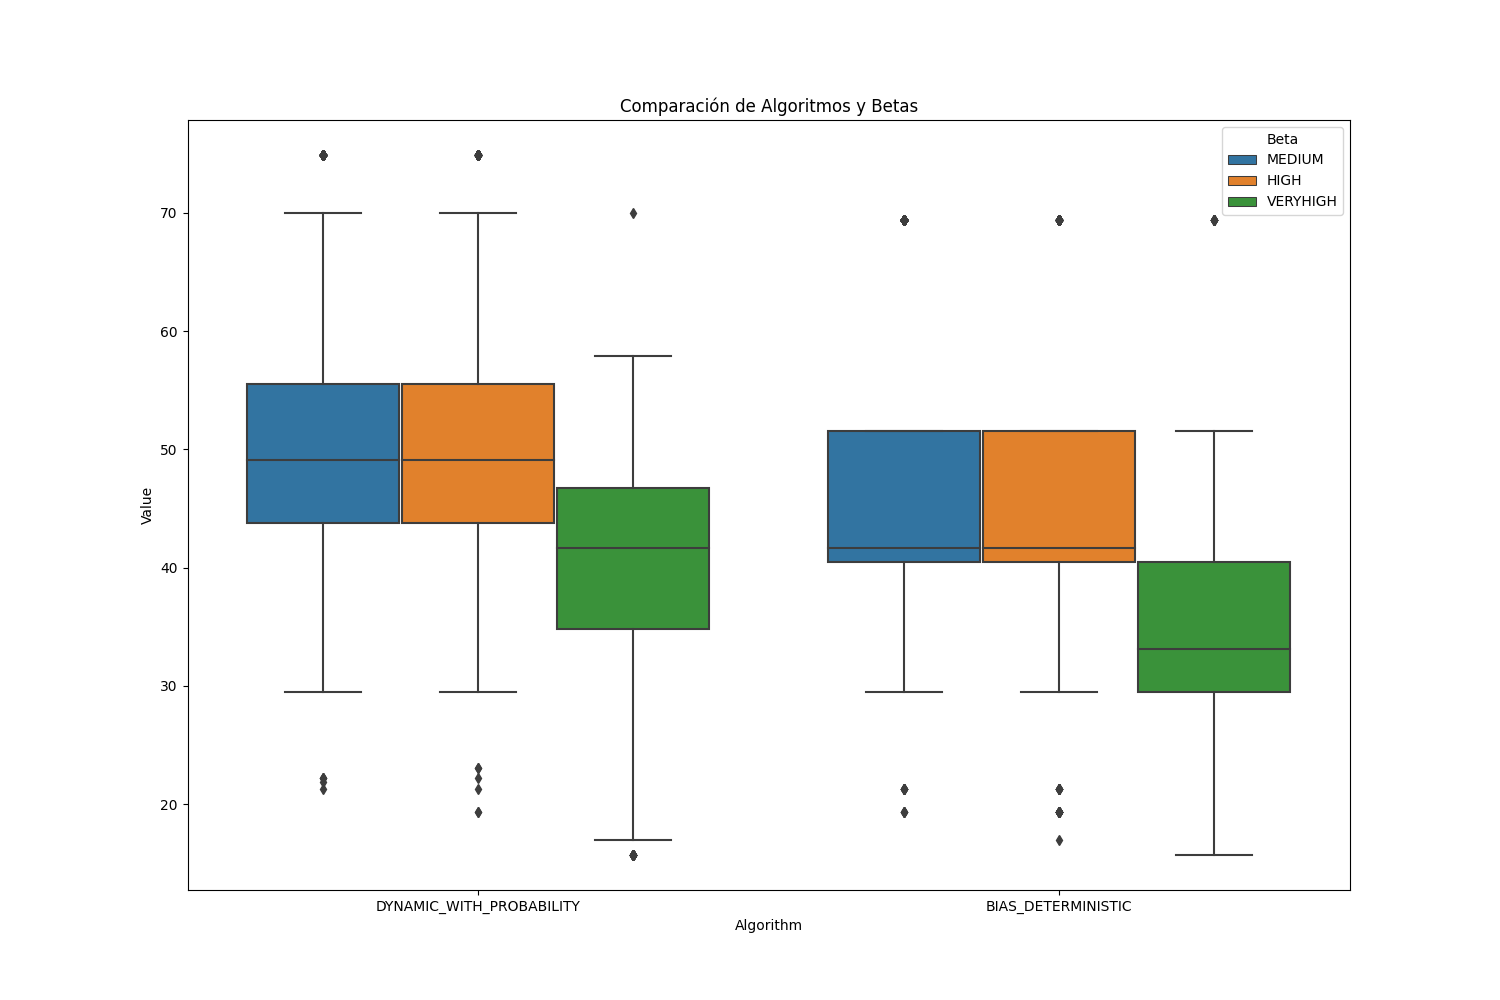 Comparación de Algoritmos y Betas
Beta
MEDIUM
HIGH
VERYHIGH
70
60
50
40
30
20
Value
DYNAMIC_WITH_PROBABILITY
BIAS_DETERMINISTIC
Algorithm